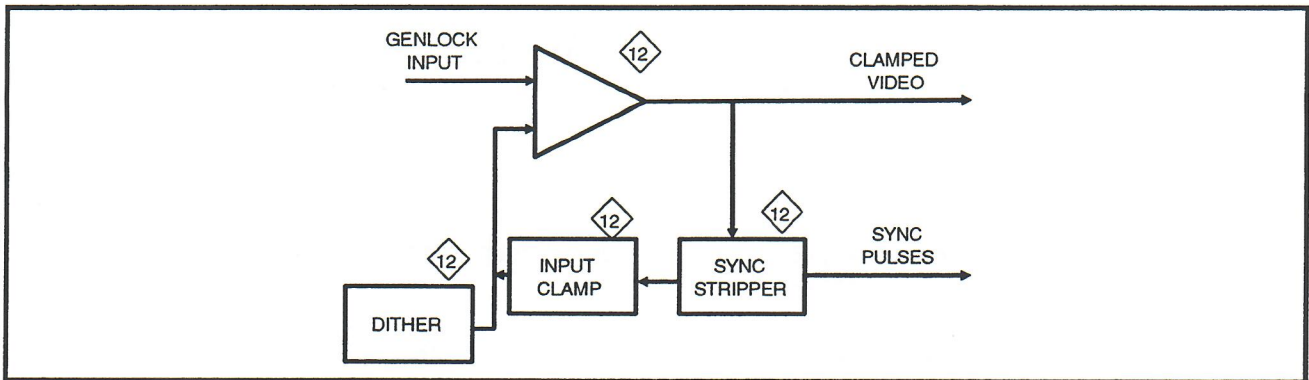 GENLOCK
INPUT
12
CLAMPED
VIDEO
12
12
SYNC
PULSES
12
INPUT
CLAMP
SYNC
STRIPPER
DITHER